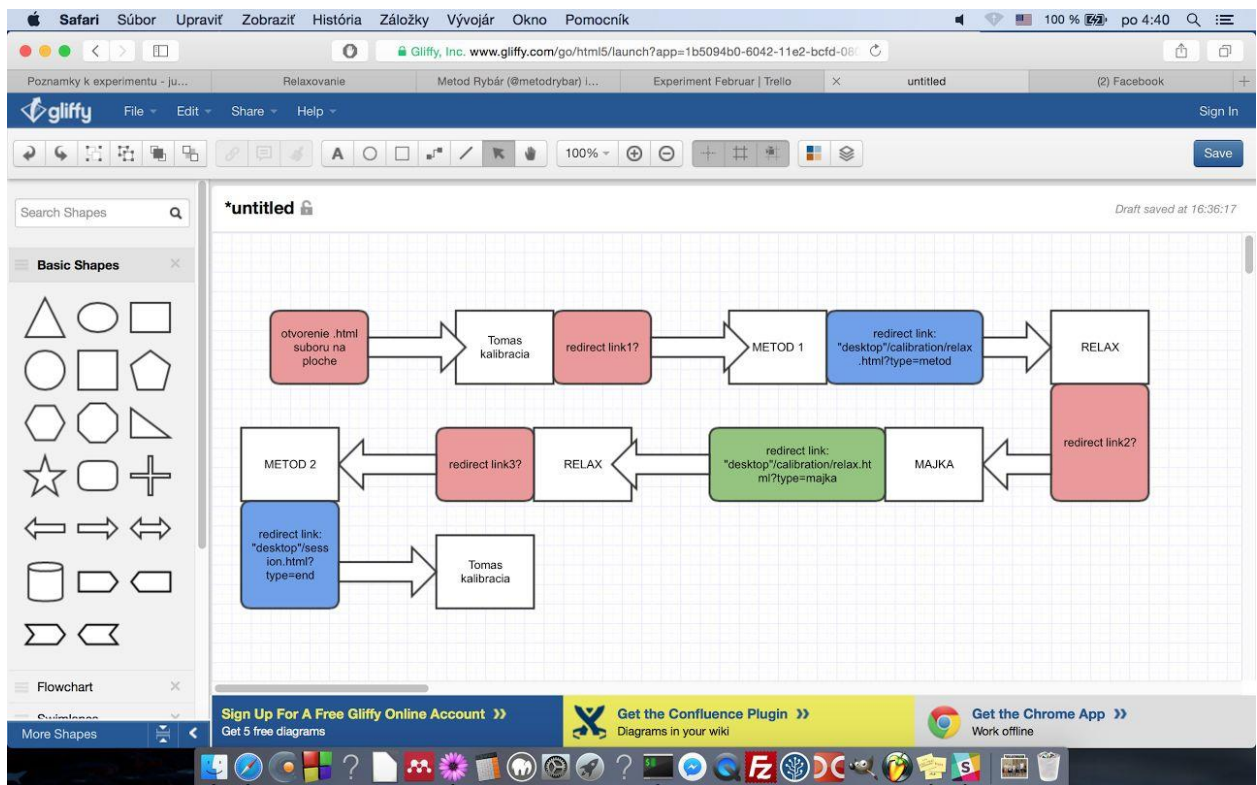 Safari Súbor Upraviť Zobraziť História Záložky Vývojár Okno Pomocník 100 % po 4:40
Gliffy, Inc. www.gliffy.com/go/html5/launch?app=1b5094b0-6042-11e2-bcfd-080
Poznamky k experimentu - ju... Relaxovanie Metod Rybár (@metodrybar) i... Experiment Februar | Trello untitled (2) Facebook
gliffy File Edit Share Help Sign In
A 100% Save
Search Shapes
*untitled Draft saved at 16:36:17
Basic Shapes
otvorenie .html
suboru na
ploche
Tomas
kalibracia
redirect link1?
METOD 1
redirect link:
"desktop"/calibration/relax
.html?type=metod
RELAX
redirect link2?
MAJKA
redirect link:
"desktop"/calibration/relax.ht
ml?type=majka
RELAX
redirect link3?
METOD 2
redirect link:
"desktop"/sess
ion.html?
type=end
Tomas
kalibracia
Flowchart
More Shapes
Sign Up For A Free Gliffy Online Account
Get 5 free diagrams
Get the Confluence Plugin
Diagrams in your wiki
Get the Chrome App
Work offline